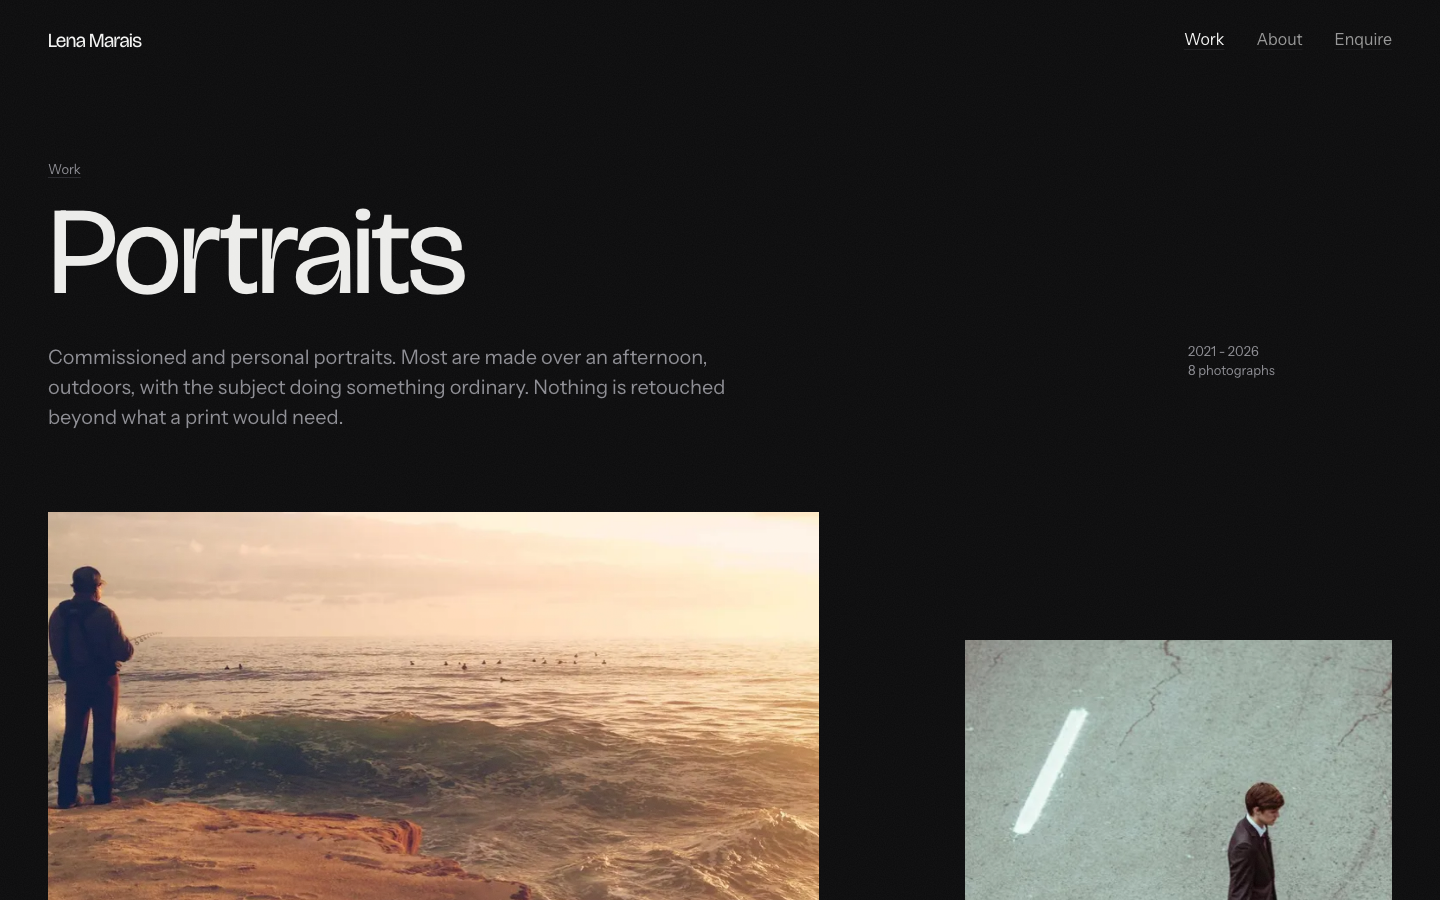 Lena Marais
Work
About
Enquire
Work
Portraits
Commissioned and personal portraits. Most are made over an afternoon,
outdoors, with the subject doing something ordinary. Nothing is retouched
beyond what a print would need.
2021 - 2026
8 photographs